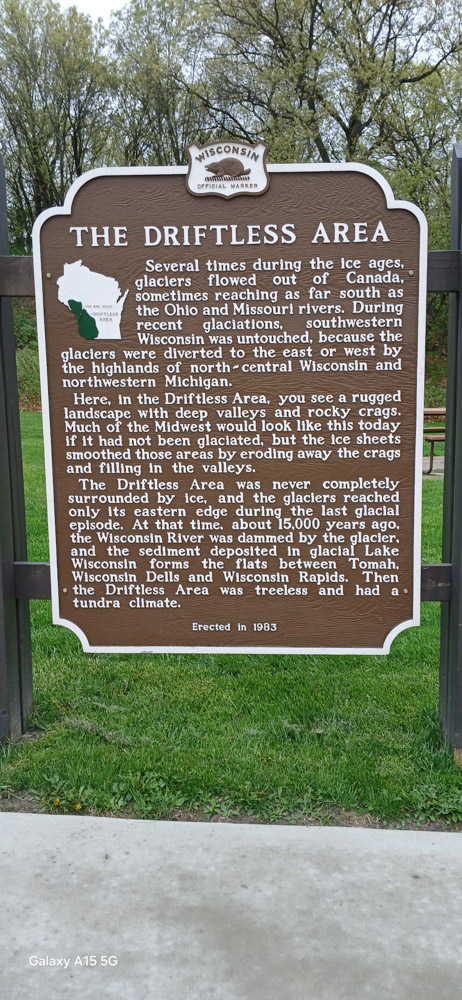 WISCONSIN
OFFICIAL MARKER
THE DRIFTLESS AREA
YOU ARE HERE
DRIFTLESS
AREA
Several times during the ice ages,
glaciers flowed out of Canada,
sometimes reaching as far south as
the Ohio and Missouri rivers. During
recent glaciations, southwestern
Wisconsin was untouched, because the
glaciers were diverted to the east or west by
the highlands of north-central Wisconsin and
northwestern Michigan.
Here, in the Driftless Area, you see a rugged
landscape with deep valleys and rocky crags.
Much of the Midwest would look like this today
if it had not been glaciated, but the ice sheets
smoothed those areas by eroding away the crags
and filling in the valleys.
The Driftless Area was never completely
surrounded by ice, and the glaciers reached
only its eastern edge during the last glacial
episode. At that time, about 15,000 years ago,
the Wisconsin River was dammed by the glacier,
and the sediment deposited in glacial Lake
Wisconsin forms the flats between Tomah,
Wisconsin Dells and Wisconsin Rapids. Then
the Driftless Area was treeless and had a
tundra climate.
Erected in 1983
Galaxy A15 5G